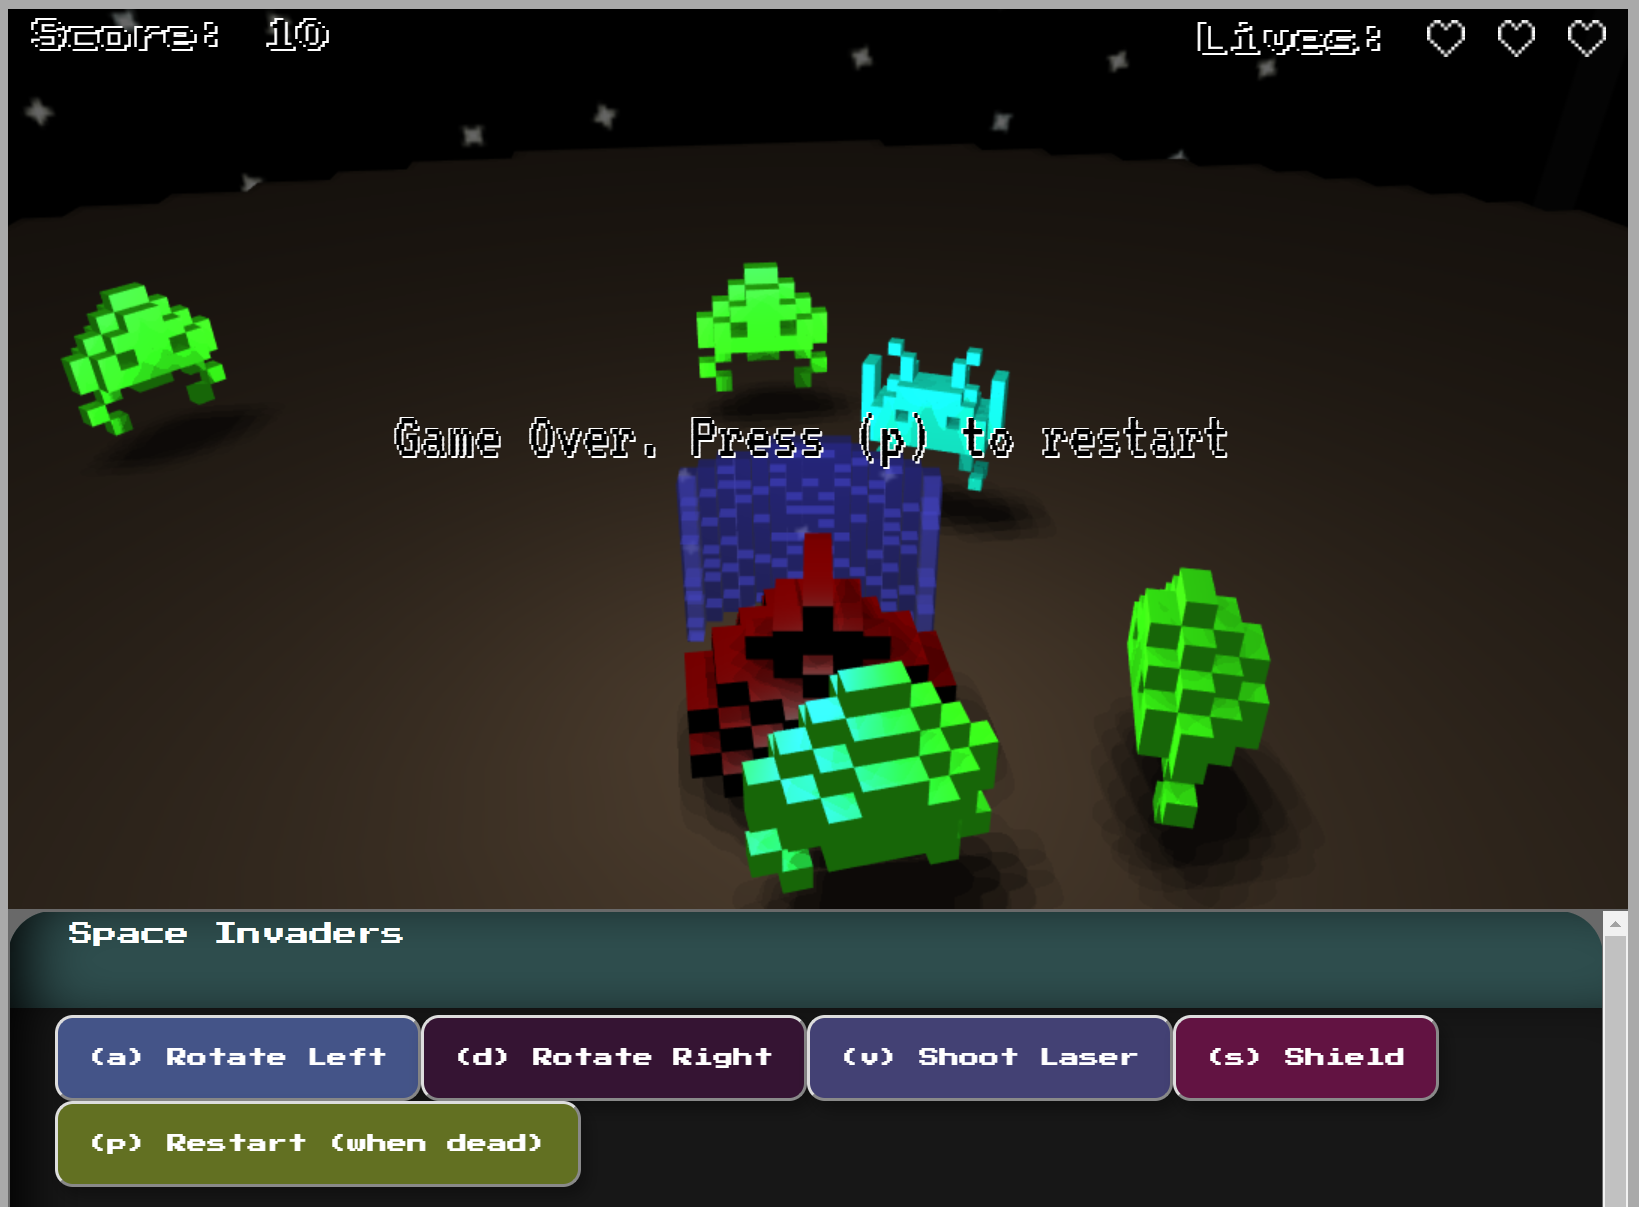 Score: 10
Lives:
Game Over. Press (p) to restart
Space Invaders
(a) Rotate Left
(d) Rotate Right
(v) Shoot Laser
(s) Shield
(p) Restart (when dead)